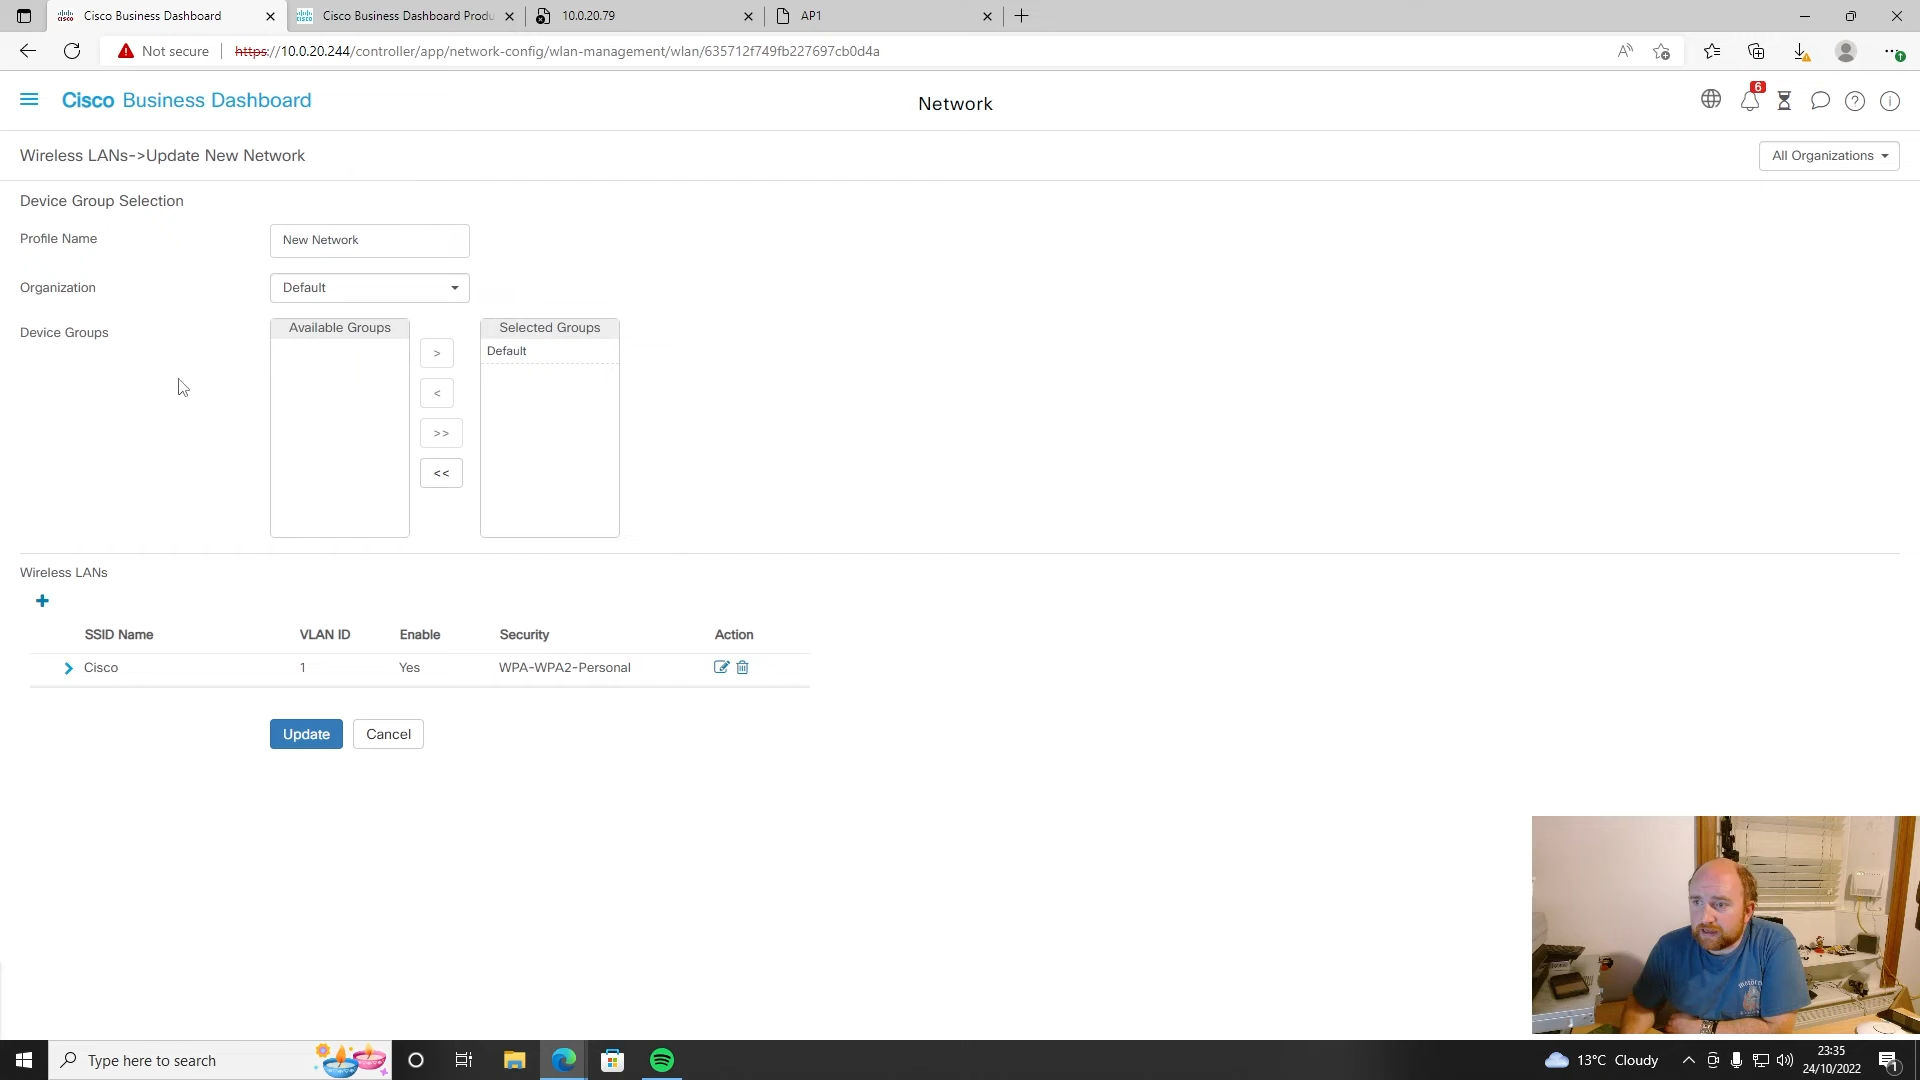 Cisco Business Dashboard
Cisco Business Dashboard Produ
10.0.20.79
AP1
Not secure
https://10.0.20.244/controller/app/network-config/wlan-management/wlan/635712f749fb227697cb0d4a
Cisco Business Dashboard
Network
6
Wireless LANs->Update New Network
All Organizations
Device Group Selection
Profile Name
New Network
Organization
Default
Device Groups
Available Groups
Selected Groups
Default
>
<
>>
<<
Wireless LANs
SSID Name VLAN ID Enable Security Action
Cisco 1 Yes WPA-WPA2-Personal
Update
Cancel
Type here to search
13°C Cloudy
23:35
24/10/2022
1